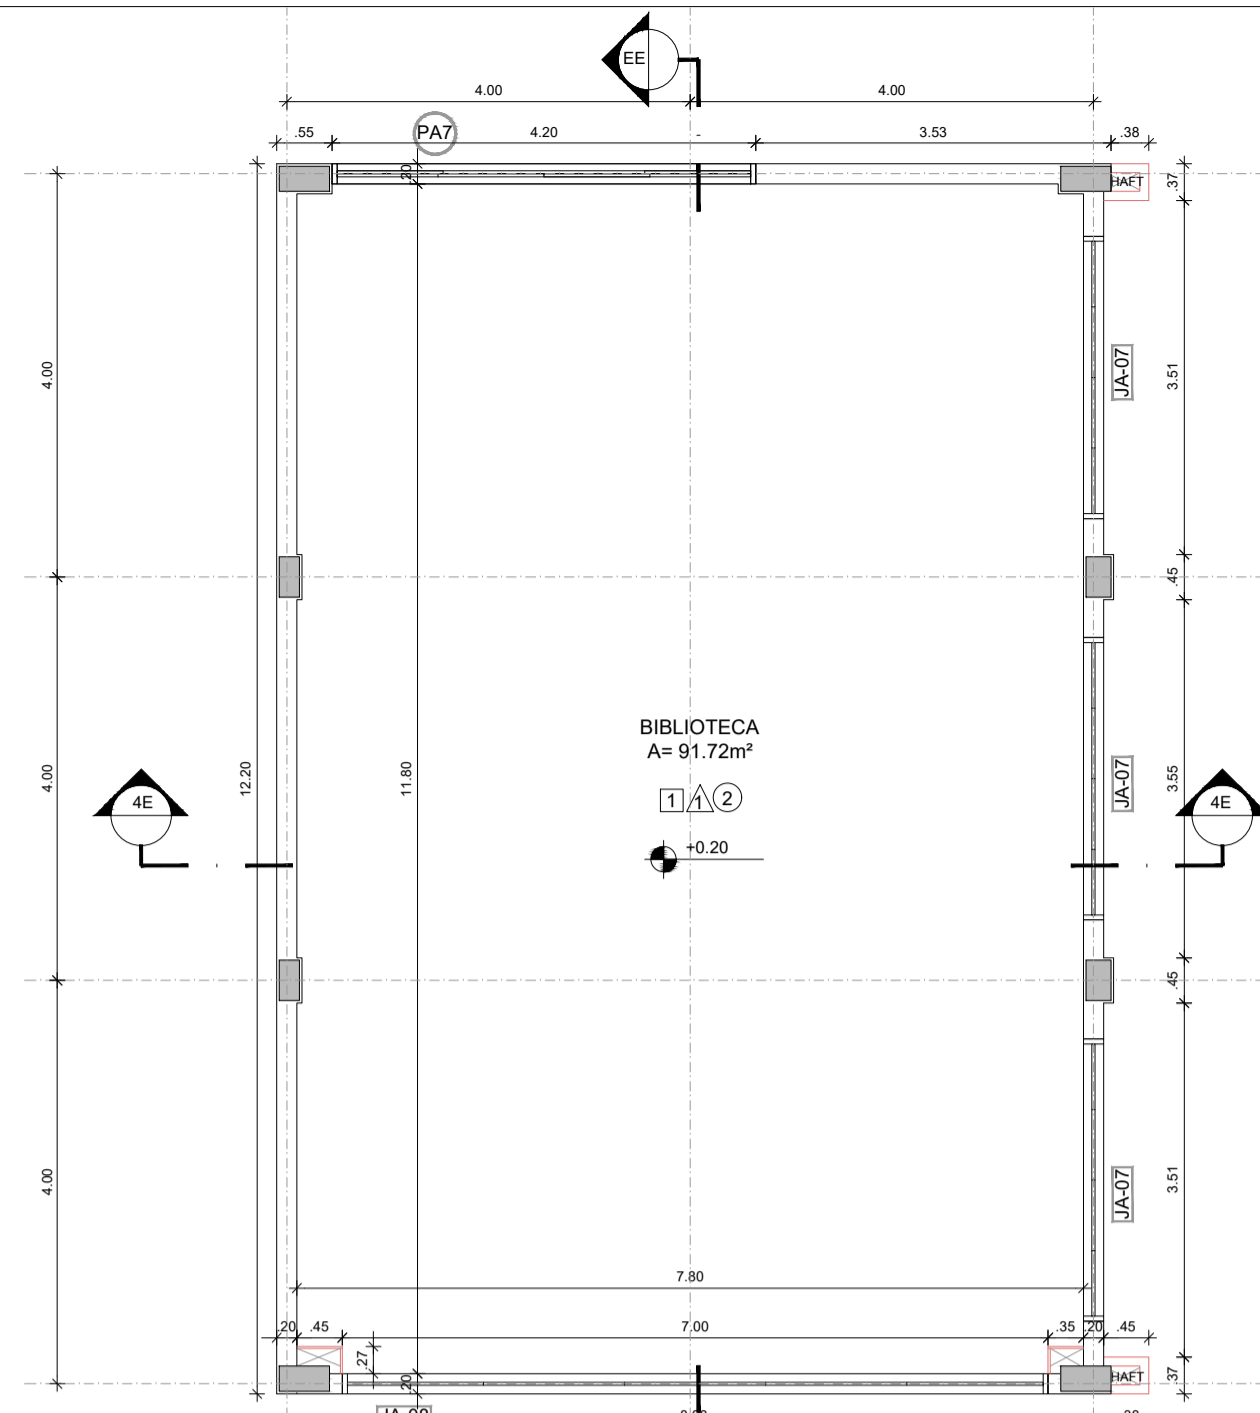 EE
4.00
4.00
.55
PA7
4.20
3.53
.38
.20
HAFT
.37
4.00
JA-07
3.51
.45
BIBLIOTECA
A= 91.72m²
1
1
2
+0.20
4.00
12.20
11.80
JA-07
3.55
4E
4E
.45
4.00
JA-07
3.51
7.80
.20
.45
7.00
.35
.20
.45
.27
.20
HAFT
.37